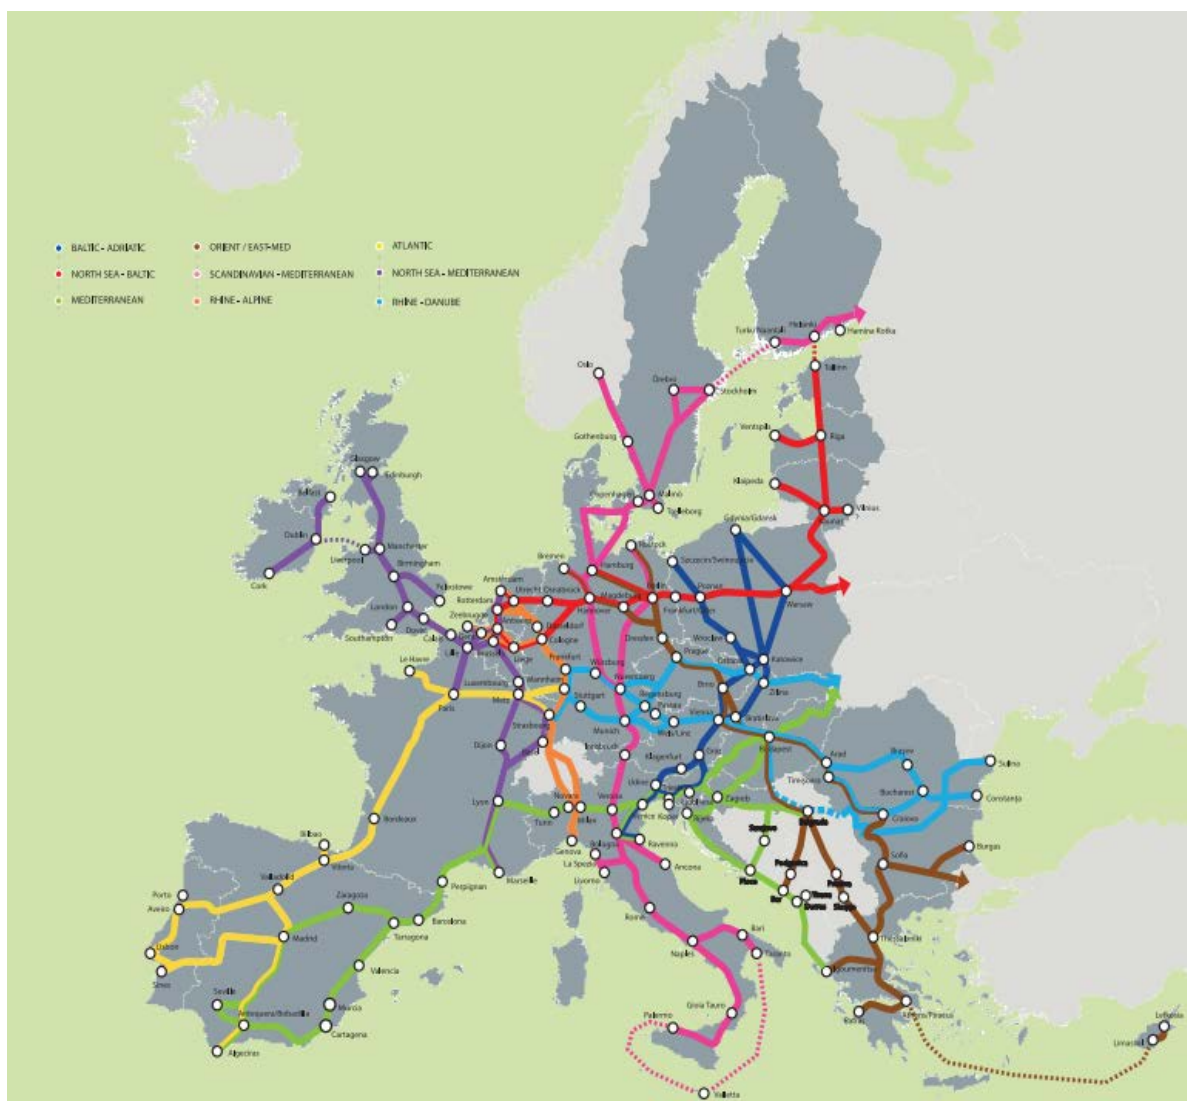 BALTIC - ADRIATIC
ORIENT / EAST-MED
ATLANTIC
NORTH SEA - BALTIC
SCANDINAVIAN - MEDITERRANEAN
NORTH SEA - MEDITERRANEAN
MEDITERRANEAN
RHINE - ALPINE
RHINE - DANUBE
Helsinki
Turku/Naantali
Hamina Kotka
Oslo
Tallinn
Örebro
Stockholm
Ventspils
Riga
Gothenburg
Glasgow
Edinburgh
Klaipeda
Belfast
Copenhagen
Malmö
Trelleborg
Kaunas
Vilnius
Gdynia/Gdansk
Dublin
Manchester
Liverpool
Rostock
Bremen
Hamburg
Szczecin/Swinoujscie
Birmingham
Cork
Felixstowe
Amsterdam
Utrecht
Osnabrück
Magdeburg
Berlin
Poznan
London
Rotterdam
Hannover
Frankfurt/Oder
Warsaw
Zeebrugge
Dover
Antwerp
Düsseldorf
Southampton
Calais
Cologne
Dresden
Wroclaw
Lille
Brussels
Liège
Prague
Le Havre
Frankfurt
Ostrava
Katowice
Luxembourg
Mannheim
Würzburg
Nuremberg
Brno
Zilina
Paris
Metz
Stuttgart
Regensburg
Passau
Strasbourg
Vienna
Bratislava
Munich
Wels/Linz
Dijon
Basel
Innsbruck
Klagenfurt
Graz
Budapest
Arad
Brasov
Sulina
Udine
Timişoara
Lyon
Novara
Milan
Verona
Venice
Koper
Ljubljana
Zagreb
Bucharest
Constanța
Turin
Rijeka
Belgrade
Craiova
Bordeaux
Genova
Bologna
Ravenna
Sarajevo
Bilbao
La Spezia
Ancona
Sofia
Burgas
Vitoria
Livorno
Ploce
Podgorica
Marseille
Valladolid
Perpignan
Pristina
Porto
Bar
Tirana
Durres
Skopje
Aveiro
Zaragoza
Rome
Barcelona
Madrid
Tarragona
Bari
Thessaloniki
Lisbon
Naples
Taranto
Valencia
Igoumenitsa
Sines
Seville
Murcia
Gioia Tauro
Antequera/Bobadilla
Palermo
Patras
Athens/Piraeus
Cartagena
Lefkosia
Algeciras
Limassol
Valletta